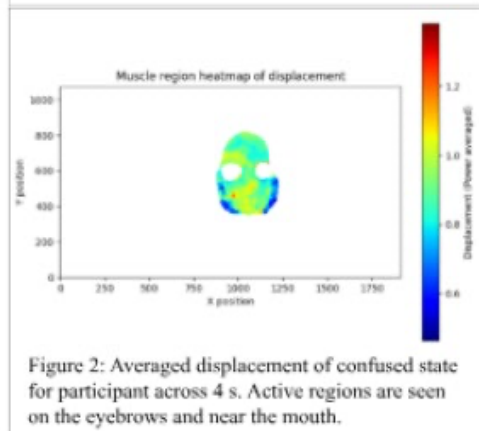 Muscle region heatmap of displacement
1000
800
600
400
200
0
Y position
0 250 500 750 1000 1250 1500 1750
X position
1.2
1.0
0.8
0.6
Displacement (Power averaged)
Figure 2: Averaged displacement of confused state
for participant across 4 s. Active regions are seen
on the eyebrows and near the mouth.